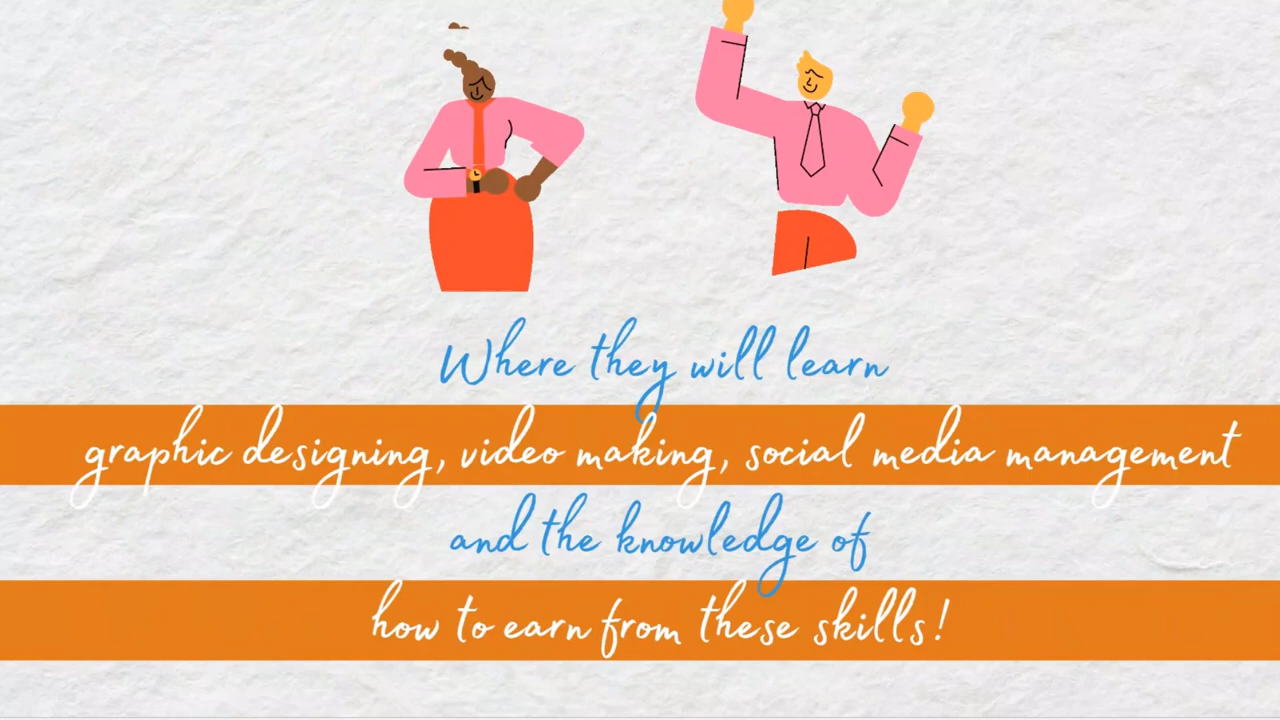 Where they will learn
graphic designing, video making, social media management
and the knowledge of
how to earn from these skills!